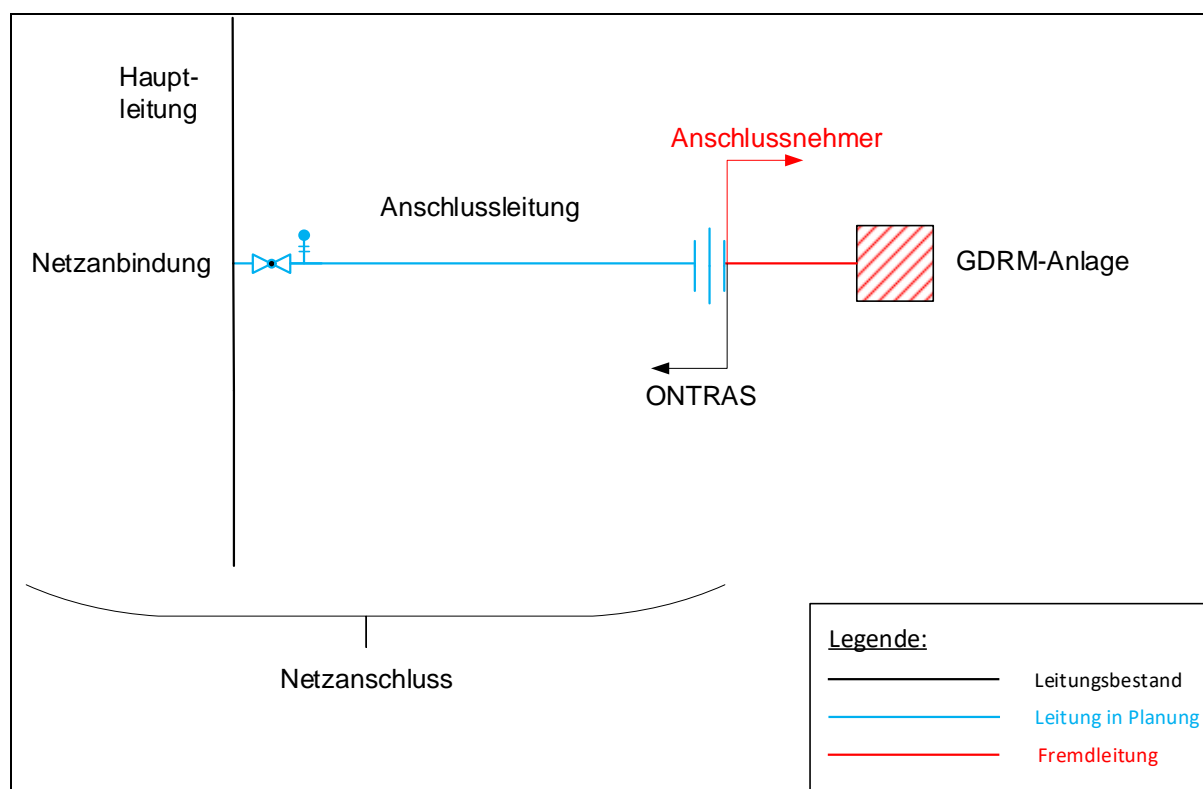 Haupt-
leitung
Anschlussnehmer
Anschlussleitung
Netzanbindung
GDRM-Anlage
ONTRAS
Netzanschluss
Legende:
Leitungsbestand
Leitung in Planung
Fremdleitung